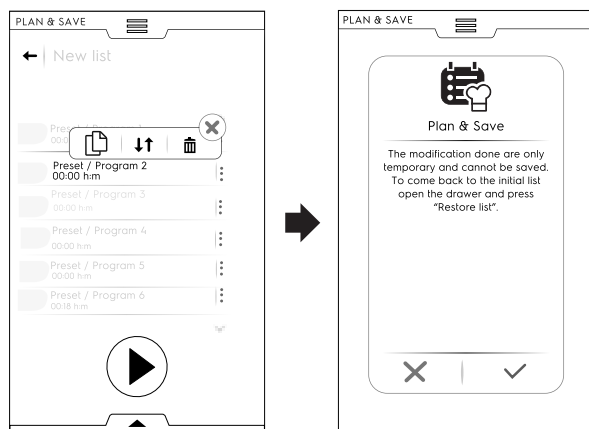 PLAN & SAVE
New list
Preset / Program 2
00:00 h:m
Preset / Program 3
00:00 h:m
Preset / Program 4
00:00 h:m
Preset / Program 5
00:00 h:m
Preset / Program 6
00:18 h:m
PLAN & SAVE
Plan & Save
The modification done are only
temporary and cannot be saved.
To come back to the initial list
open the drawer and press
"Restore list".